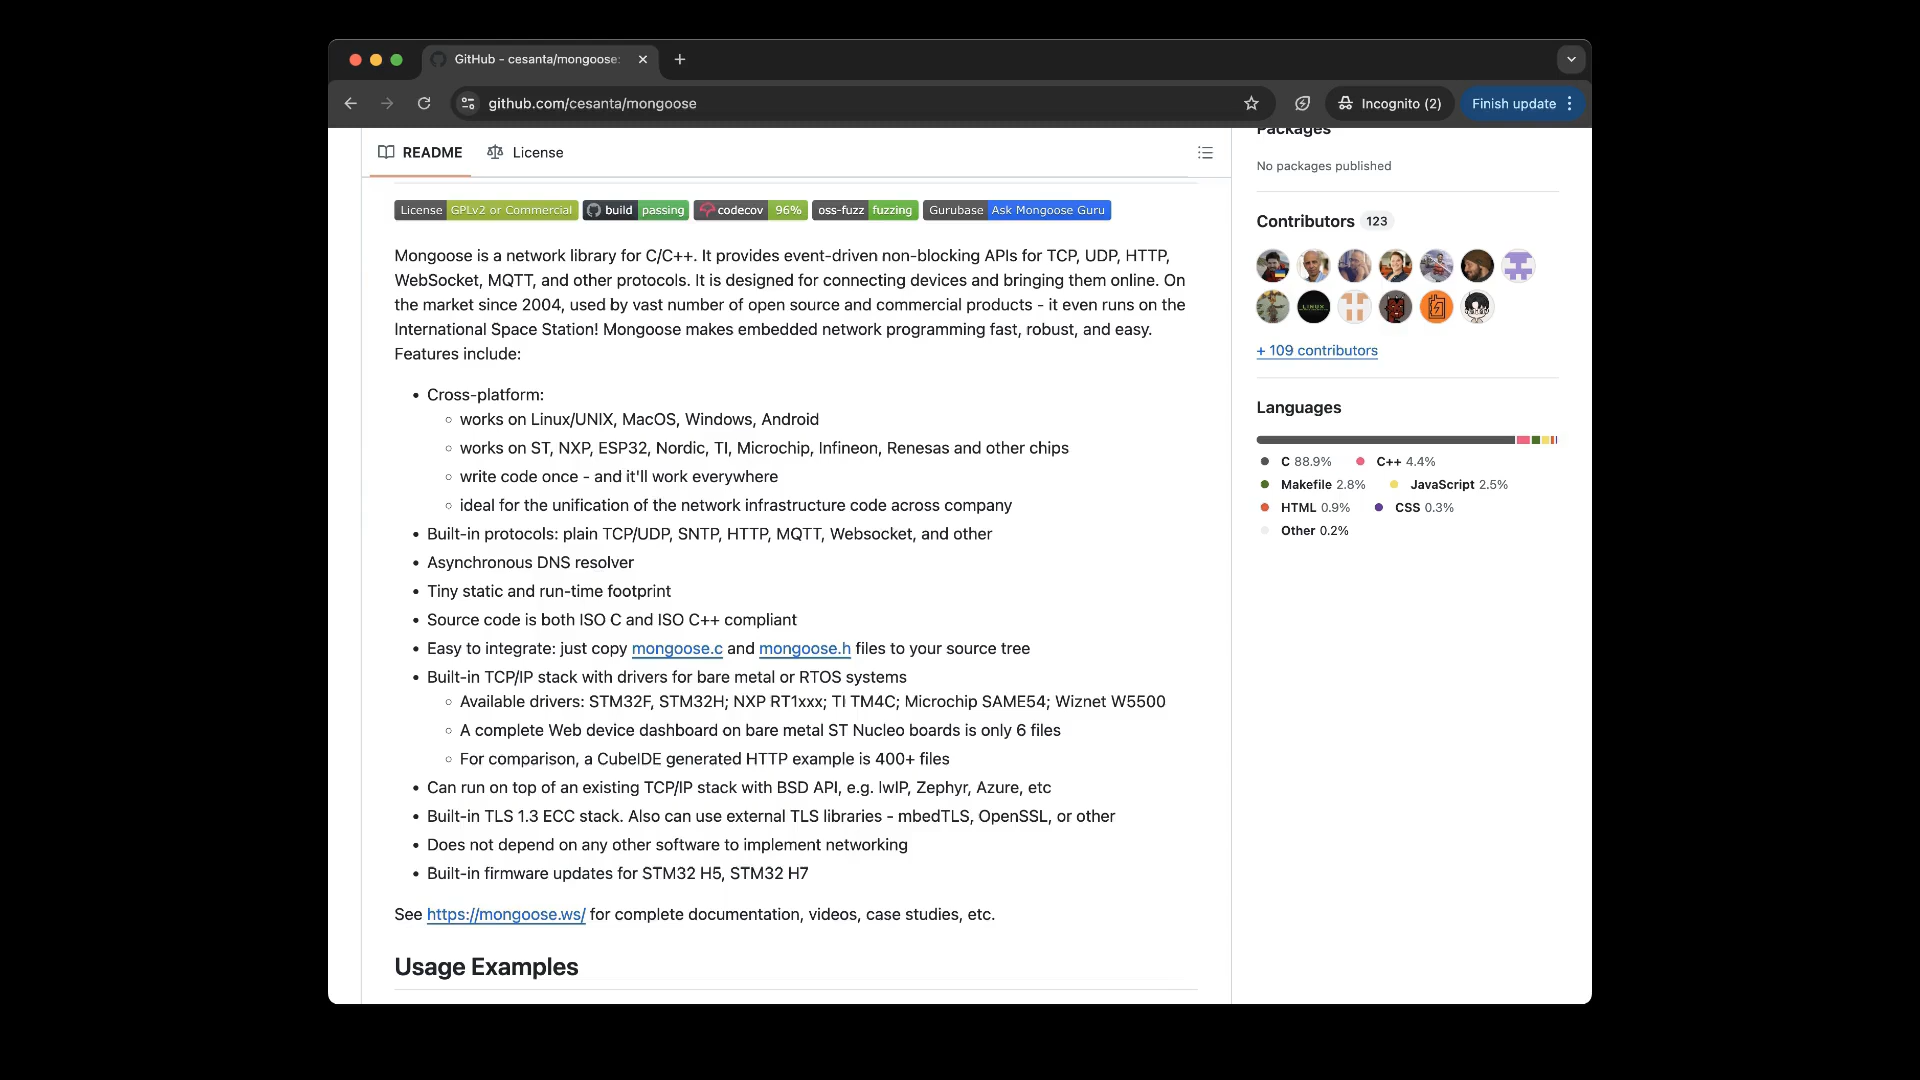 GitHub - cesanta/mongoose:
github.com/cesanta/mongoose
Incognito (2)
Finish update
README
License
License GPLv2 or Commercial
build passing
codecov 96%
oss-fuzz fuzzing
Gurubase Ask Mongoose Guru
Mongoose is a network library for C/C++. It provides event-driven non-blocking APIs for TCP, UDP, HTTP,
WebSocket, MQTT, and other protocols. It is designed for connecting devices and bringing them online. On
the market since 2004, used by vast number of open source and commercial products - it even runs on the
International Space Station! Mongoose makes embedded network programming fast, robust, and easy.
Features include:
• Cross-platform:
◦ works on Linux/UNIX, MacOS, Windows, Android
◦ works on ST, NXP, ESP32, Nordic, TI, Microchip, Infineon, Renesas and other chips
◦ write code once - and it'll work everywhere
◦ ideal for the unification of the network infrastructure code across company
• Built-in protocols: plain TCP/UDP, SNTP, HTTP, MQTT, Websocket, and other
• Asynchronous DNS resolver
• Tiny static and run-time footprint
• Source code is both ISO C and ISO C++ compliant
• Easy to integrate: just copy mongoose.c and mongoose.h files to your source tree
• Built-in TCP/IP stack with drivers for bare metal or RTOS systems
◦ Available drivers: STM32F, STM32H; NXP RT1xxx; TI TM4C; Microchip SAME54; Wiznet W5500
◦ A complete Web device dashboard on bare metal ST Nucleo boards is only 6 files
◦ For comparison, a CubeIDE generated HTTP example is 400+ files
• Can run on top of an existing TCP/IP stack with BSD API, e.g. lwIP, Zephyr, Azure, etc
• Built-in TLS 1.3 ECC stack. Also can use external TLS libraries - mbedTLS, OpenSSL, or other
• Does not depend on any other software to implement networking
• Built-in firmware updates for STM32 H5, STM32 H7
See https://mongoose.ws/ for complete documentation, videos, case studies, etc.
Usage Examples
Packages
No packages published
Contributors 123
LINUX
+ 109 contributors
Languages
C 88.9%
C++ 4.4%
Makefile 2.8%
JavaScript 2.5%
HTML 0.9%
CSS 0.3%
Other 0.2%